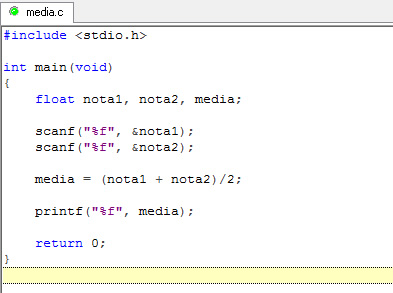 media.c
#include <stdio.h>
int main(void)
{
float nota1, nota2, media;
scanf("%f", &nota1);
scanf("%f", &nota2);
media = (nota1 + nota2)/2;
printf("%f", media);
return 0;
}